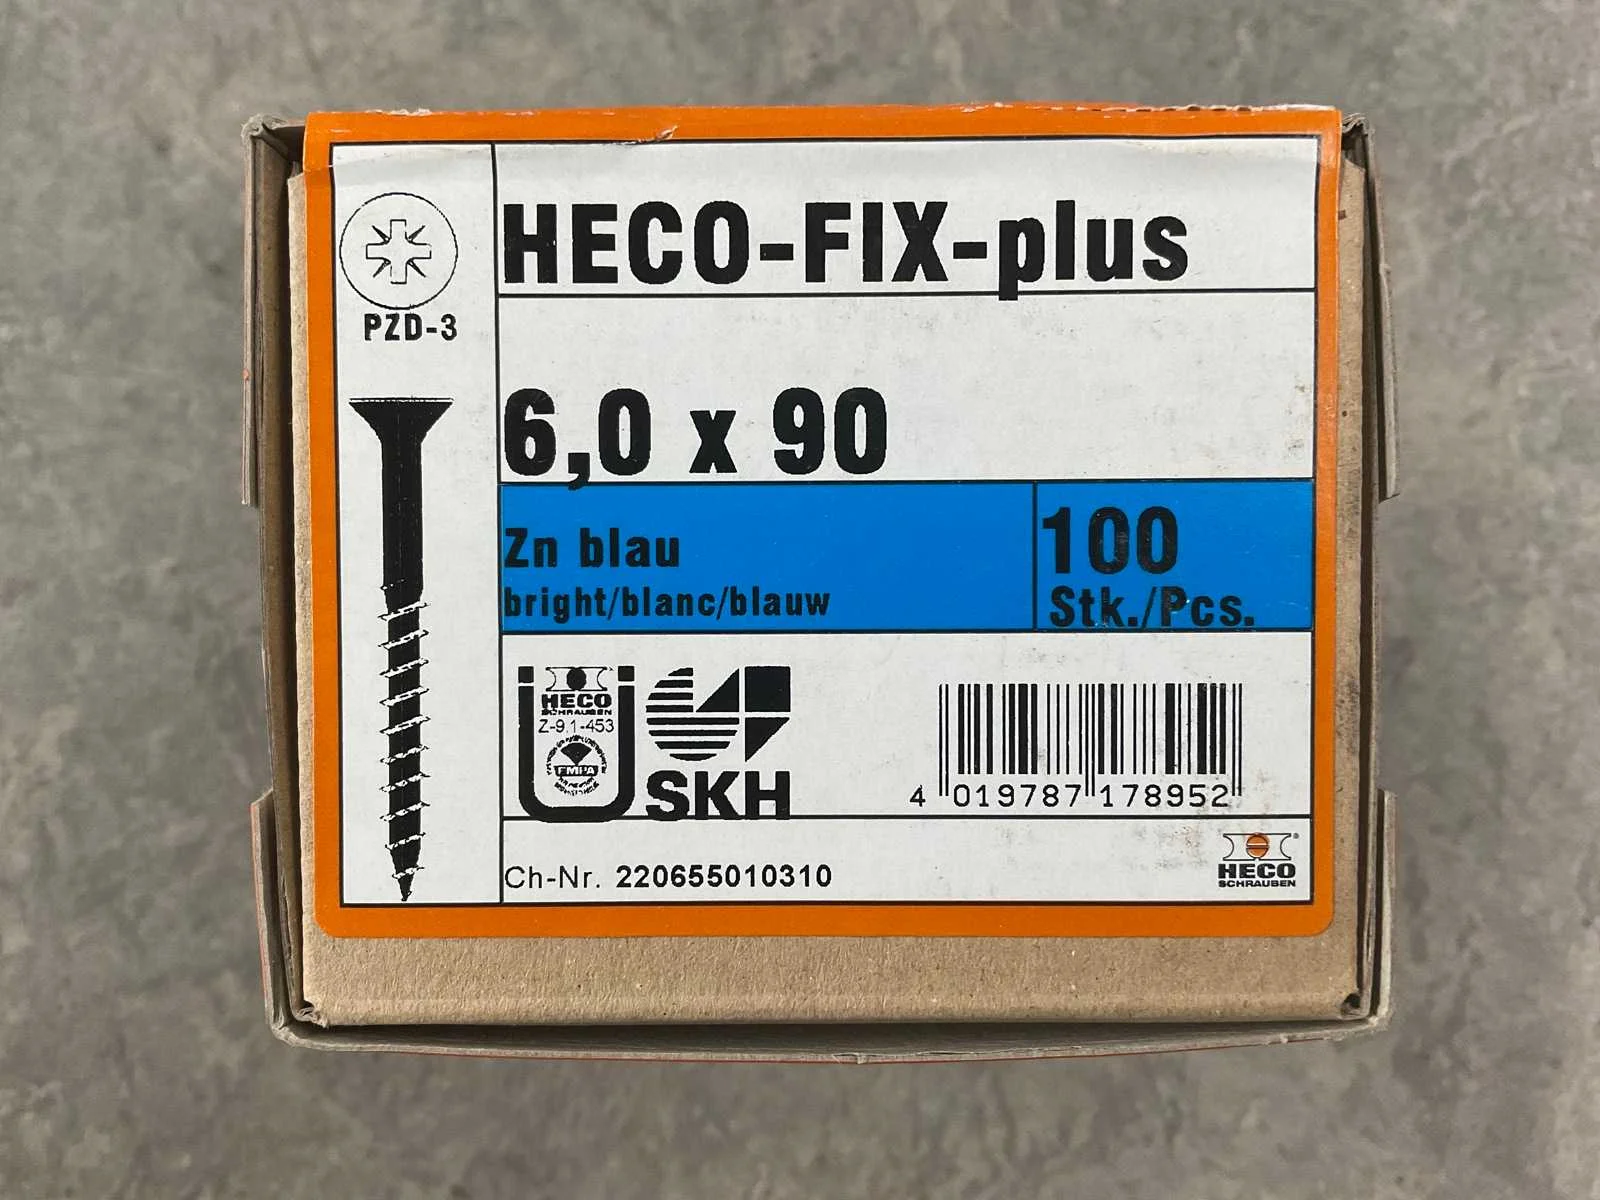 HECO-FIX-plus
PZD-3
6,0 x 90
Zn blau
bright/blanc/blauw
100
Stk./Pcs.
HECO
SCHRAUBEN
Z-9.1-453
FMPA
SKH
4 019787 178952
Ch-Nr. 220655010310
HECO
SCHRAUBEN